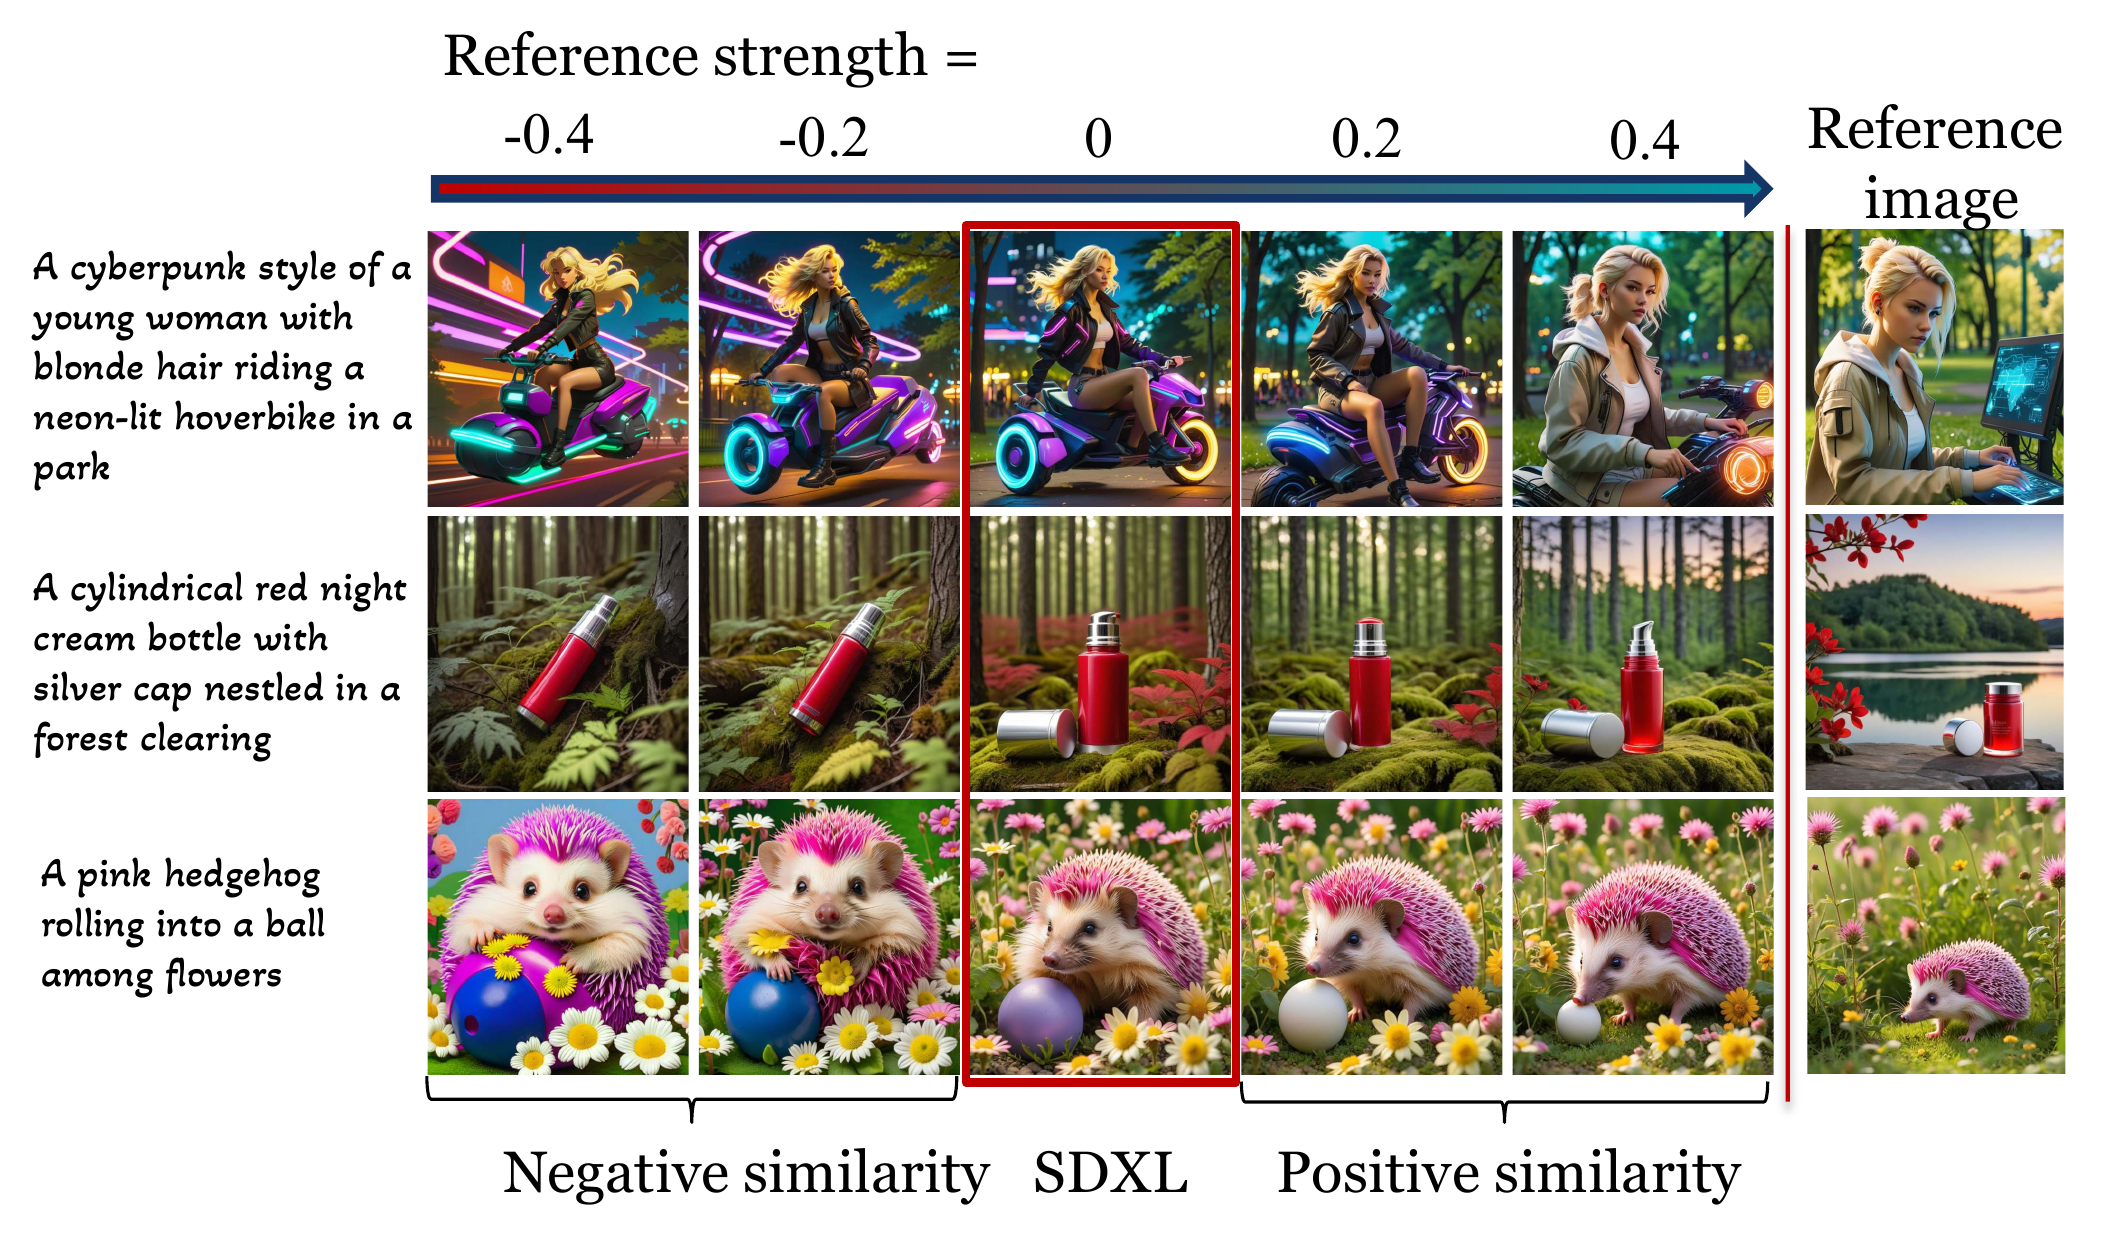 Reference strength =
-0.4 -0.2 0 0.2 0.4
Reference
image
A cyberpunk style of a
young woman with
blonde hair riding a
neon-lit hoverbike in a
park
A cylindrical red night
cream bottle with
silver cap nestled in a
forest clearing
A pink hedgehog
rolling into a ball
among flowers
Negative similarity SDXL Positive similarity